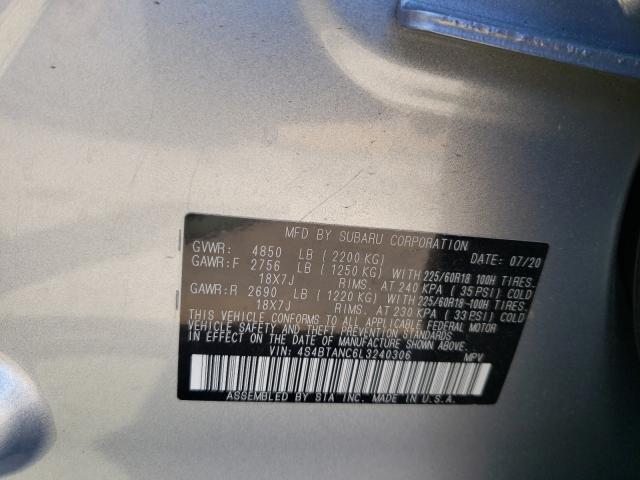 MFD BY SUBARU CORPORATION
GVWR: 4850 LB (2200 KG) DATE: 07/20
GAWR:F 2756 LB (1250 KG) WITH 225/60R18 100H TIRES,
18X7J RIMS, AT 240 KPA (35 PSI) COLD
GAWR:R 2690 LB (1220 KG) WITH 225/60R18 100H TIRES,
18X7J RIMS, AT 230 KPA (33 PSI) COLD
THIS VEHICLE CONFORMS TO ALL APPLICABLE FEDERAL MOTOR
VEHICLE SAFETY AND THEFT PREVENTION STANDARDS
IN EFFECT ON THE DATE OF MANUFACTURE SHOWN ABOVE.
VIN: 4S4BTANC6L3240306 MPV
ASSEMBLED BY SIA INC. MADE IN U.S.A.